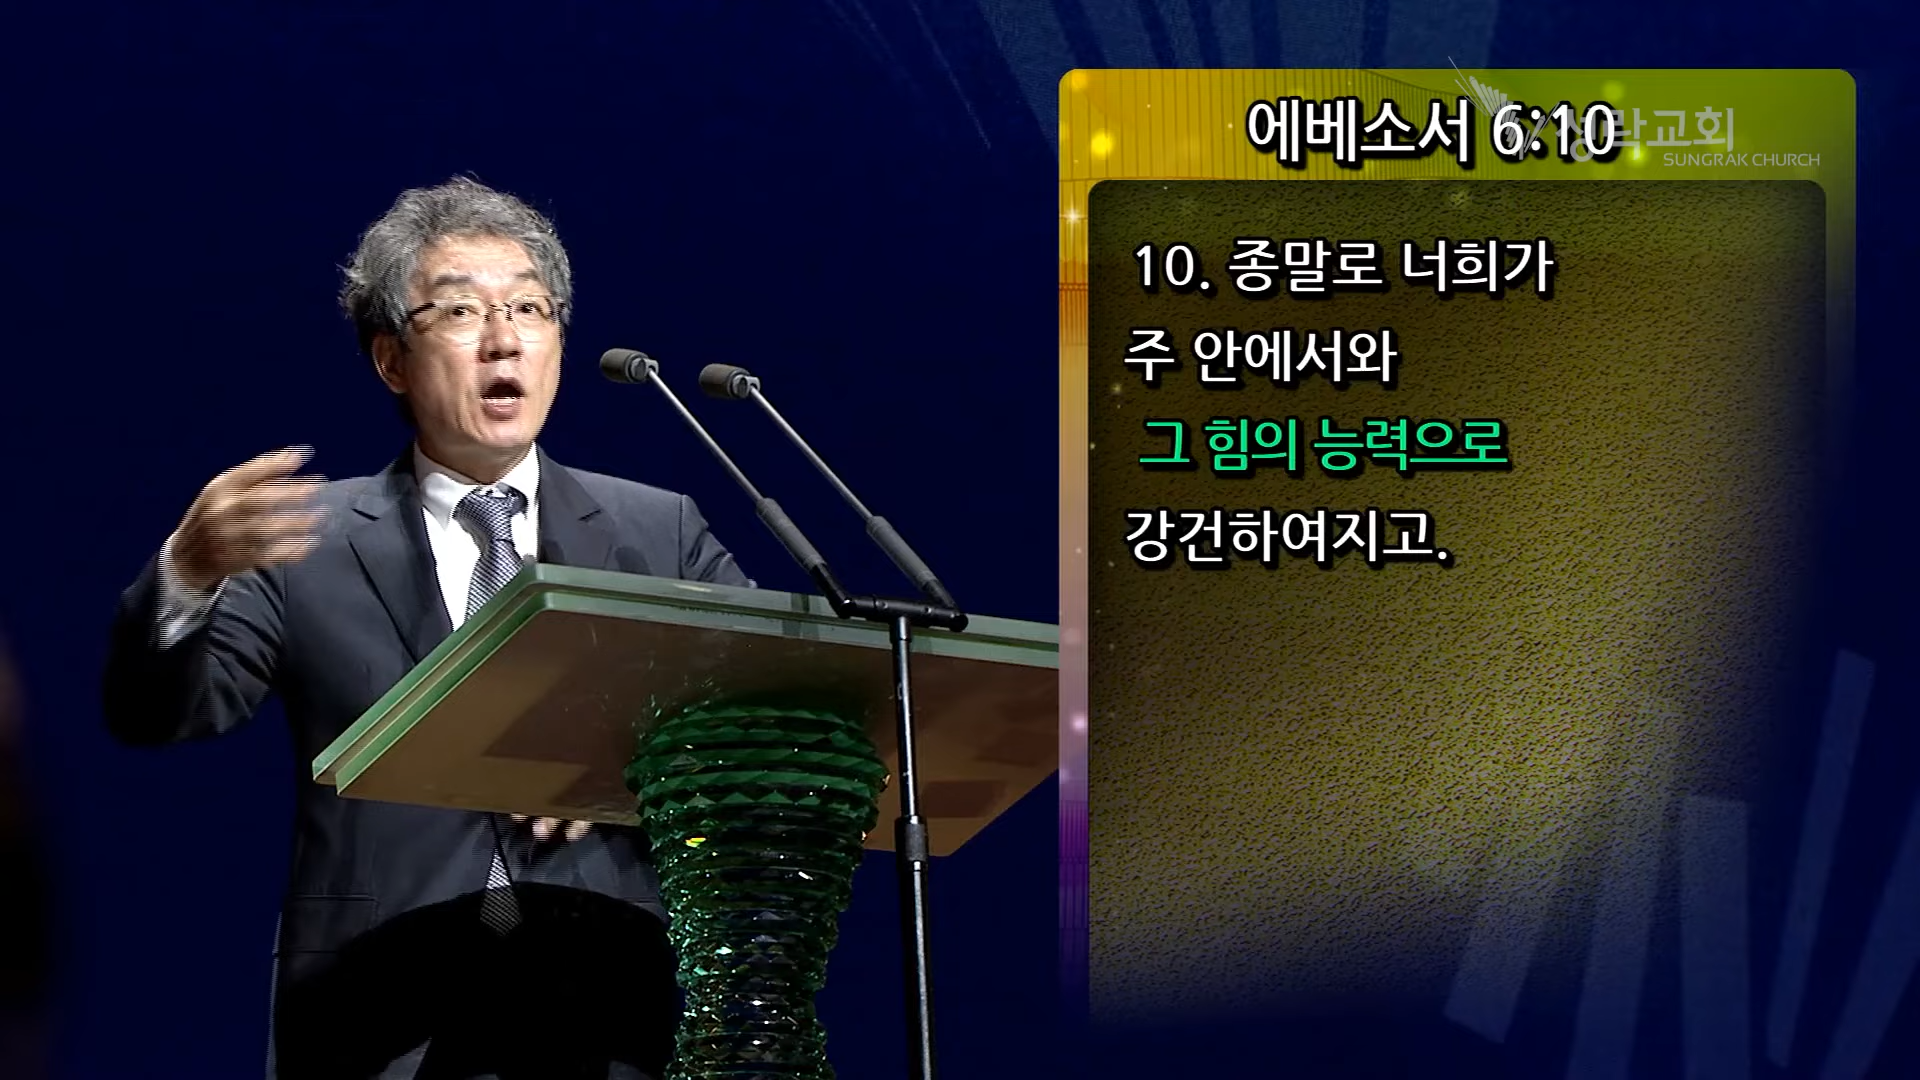 에베소서 6:10
성락교회
SUNGRAK CHURCH
10. 종말로 너희가
주 안에서와
그 힘의 능력으로
강건하여지고.